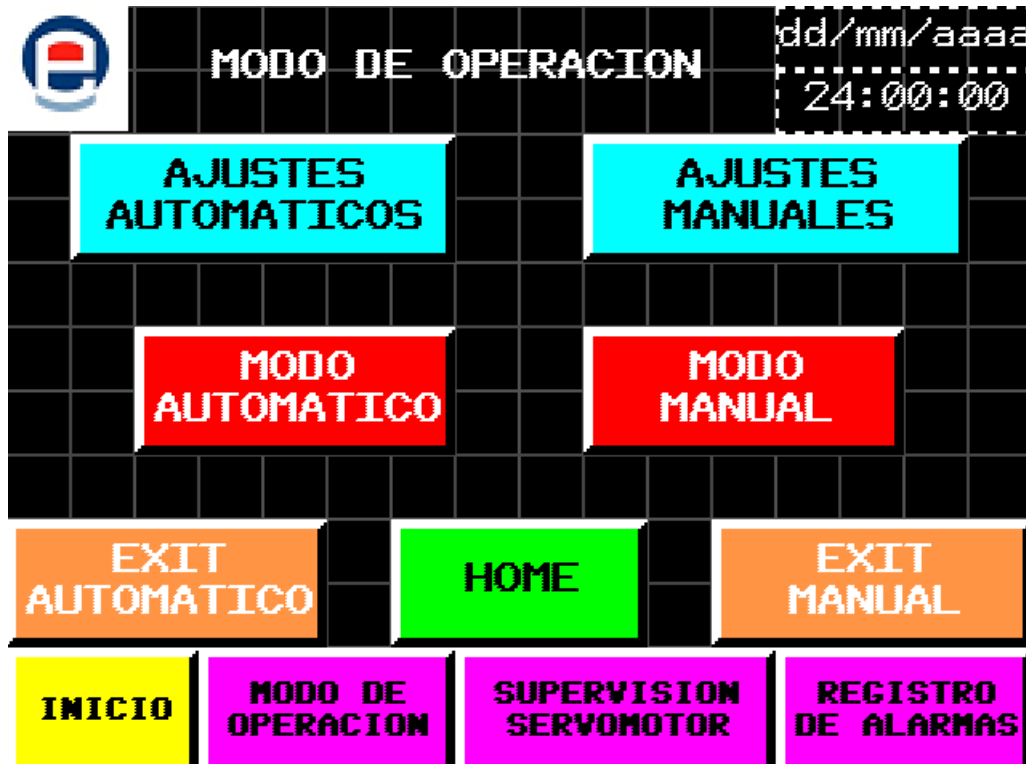 MODO DE OPERACION
dd/mm/aaaa
24:00:00
AJUSTES
AUTOMATICOS
AJUSTES
MANUALES
MODO
AUTOMATICO
MODO
MANUAL
EXIT
AUTOMATICO
HOME
EXIT
MANUAL
INICIO
MODO DE
OPERACION
SUPERVISION
SERVOMOTOR
REGISTRO
DE ALARMAS